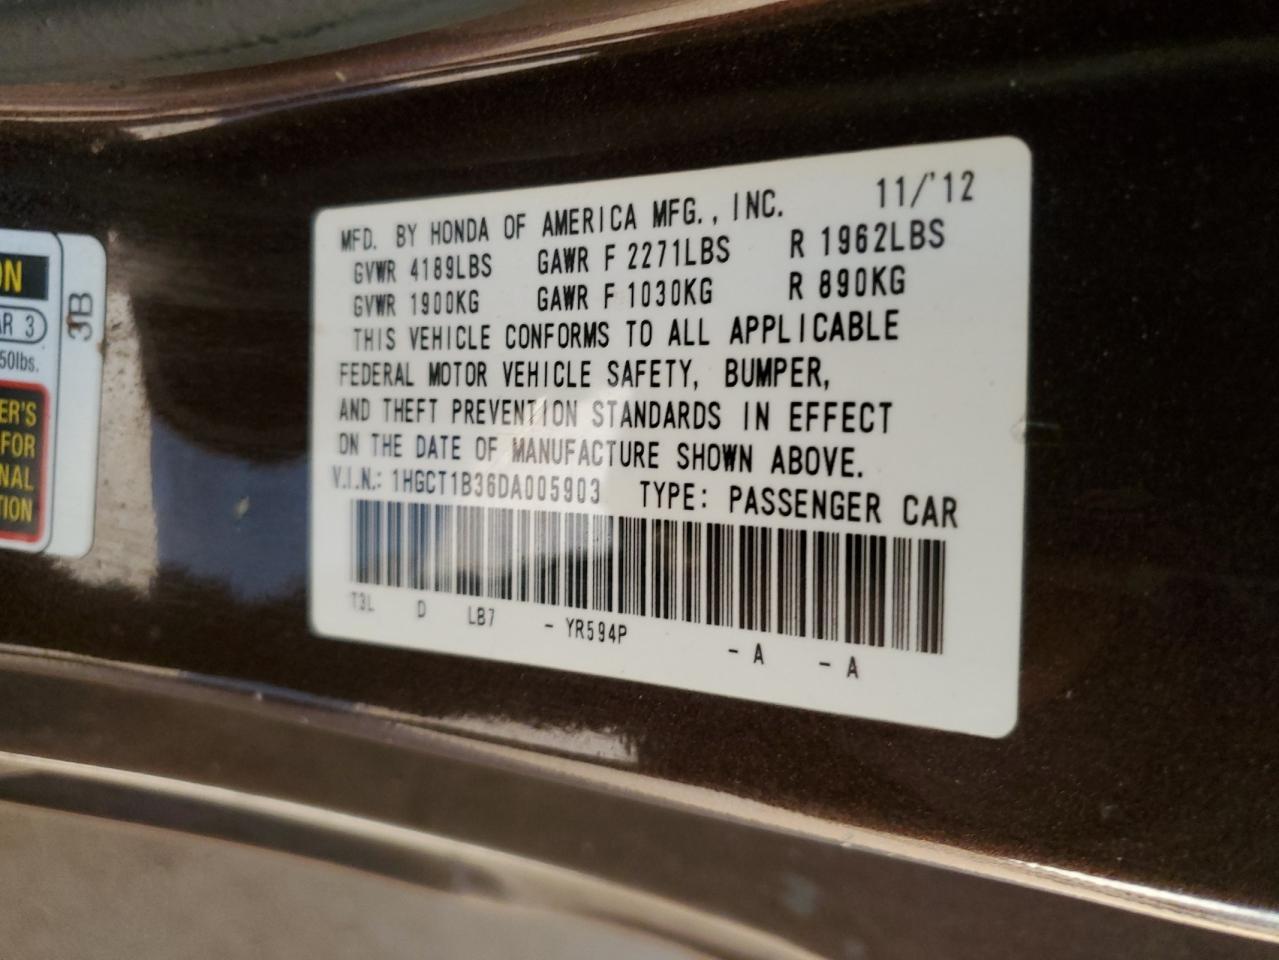 ON
AR 3
50lbs.
ER'S
FOR
NAL
TION
3B
MFD. BY HONDA OF AMERICA MFG., INC. 11/'12
GVWR 4189LBS GAWR F 2271LBS R 1962LBS
GVWR 1900KG GAWR F 1030KG R 890KG
THIS VEHICLE CONFORMS TO ALL APPLICABLE
FEDERAL MOTOR VEHICLE SAFETY, BUMPER,
AND THEFT PREVENTION STANDARDS IN EFFECT
ON THE DATE OF MANUFACTURE SHOWN ABOVE.
V.I.N.: 1HGCT1B36DA005903 TYPE: PASSENGER CAR
T3L D LB7 - YR594P - A - A